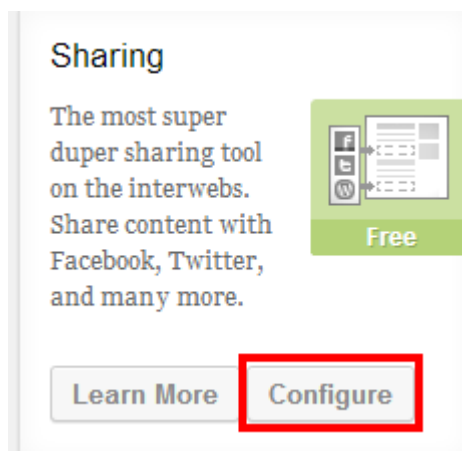 Sharing
The most super
duper sharing tool
on the interwebs.
Share content with
Facebook, Twitter,
and many more.
Free
Learn More
Configure